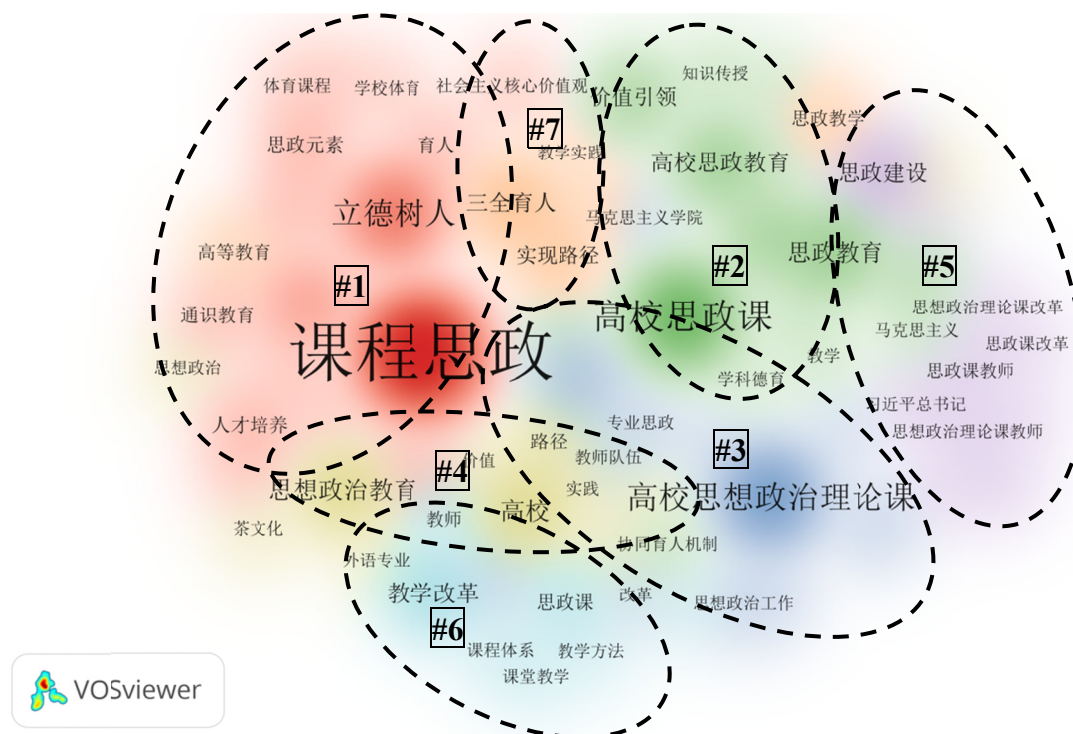 体育课程
学校体育
社会主义核心价值观
价值引领
知识传授
思政教学
#7
思政元素
育人
教学实践
高校思政教育
思政建设
立德树人
三全育人
马克思主义学院
高等教育
实现路径
#2
思政教育
#5
#1
通识教育
课程思政
高校思政课
思想政治理论课改革
马克思主义
思政课改革
思想政治
教学
学科德育
思政课教师
习近平总书记
人才培养
专业思政
思想政治理论课教师
路径
#3
价值
#4
教师队伍
思想政治教育
实践
高校思想政治理论课
高校
教师
茶文化
协同育人机制
外语专业
教学改革
思政课
改革
思想政治工作
#6
课程体系
教学方法
课堂教学
VOSviewer